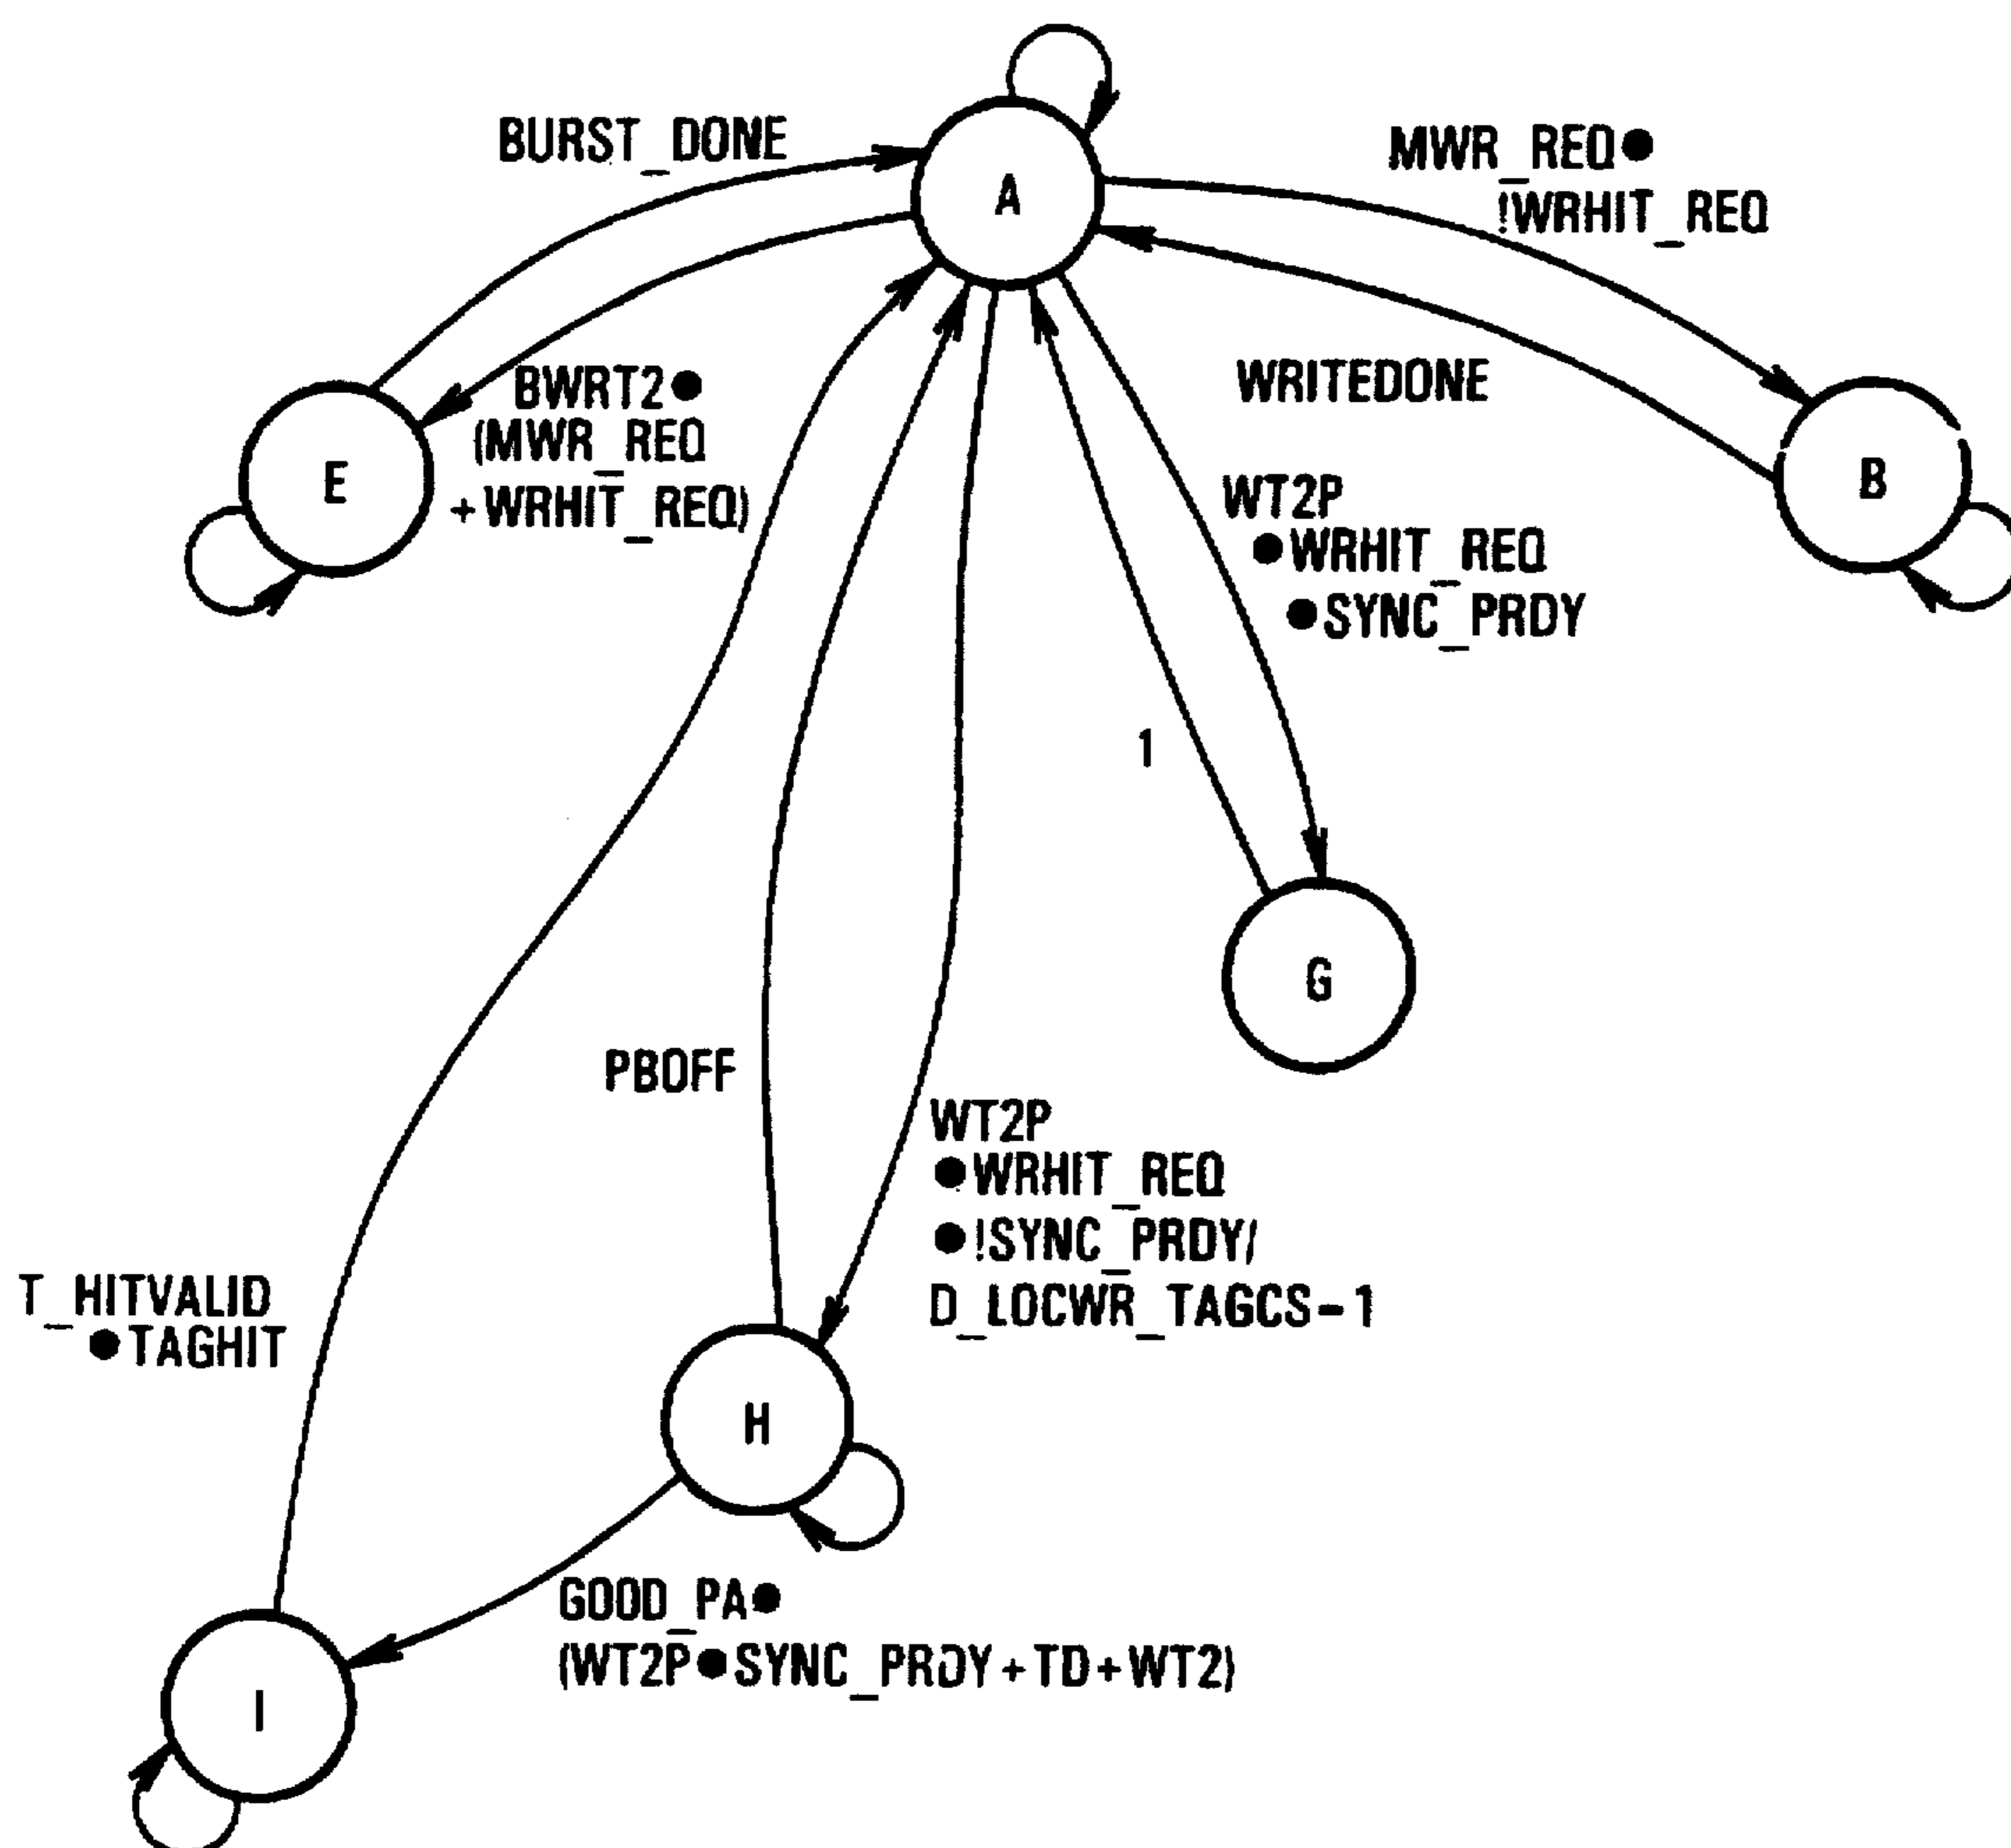 BURST_DONE
A
MWR_REQ●
!WRHIT_REQ
BWRT2●
(MWR_REQ
+WRHIT_REQ)
E
WRITEDONE
B
WT2P
●WRHIT_REQ
●SYNC_PRDY
1
G
PBOFF
WT2P
●WRHIT_REQ
●!SYNC_PRDY/
D_LOCWR_TAGCS-1
T_HITVALID
●TAGHIT
H
GOOD_PA●
(WT2P●SYNC_PRDY+TD+WT2)
I